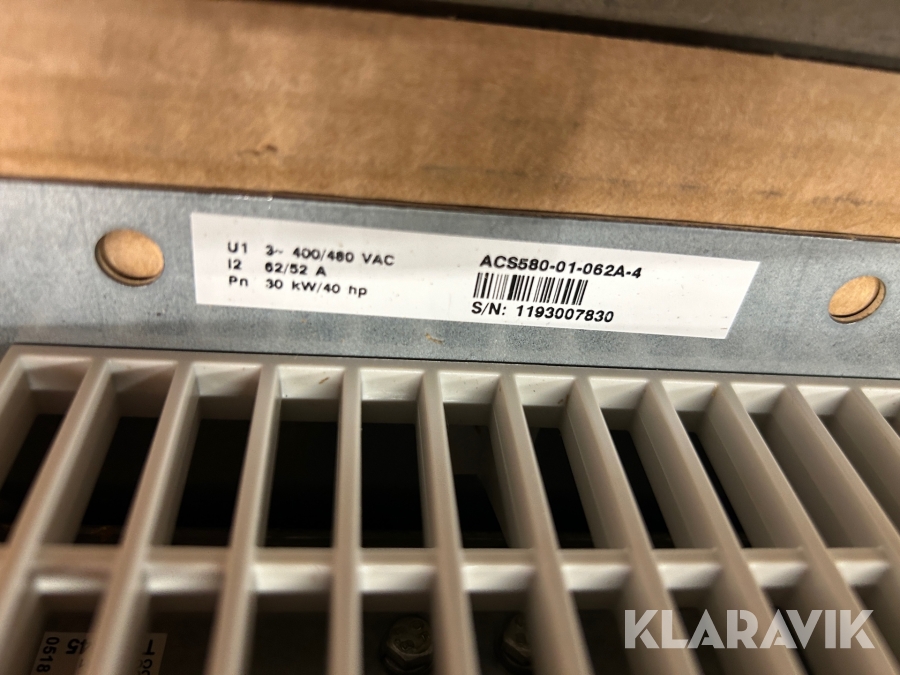 U1 3~ 400/480 VAC
I2 62/52 A
Pn 30 kW/40 hp
ACS580-01-062A-4
S/N: 1193007830
KLARAVIK
0518